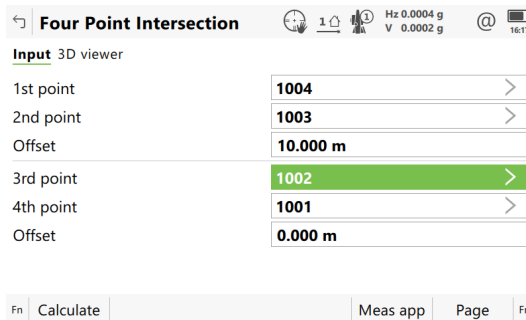 Four Point Intersection
1
1
Hz 0.0004 g
V 0.0002 g
@
Input 3D viewer
1st point 1004
2nd point 1003
Offset 10.000 m
3rd point 1002
4th point 1001
Offset 0.000 m
Fn Calculate Meas app Page